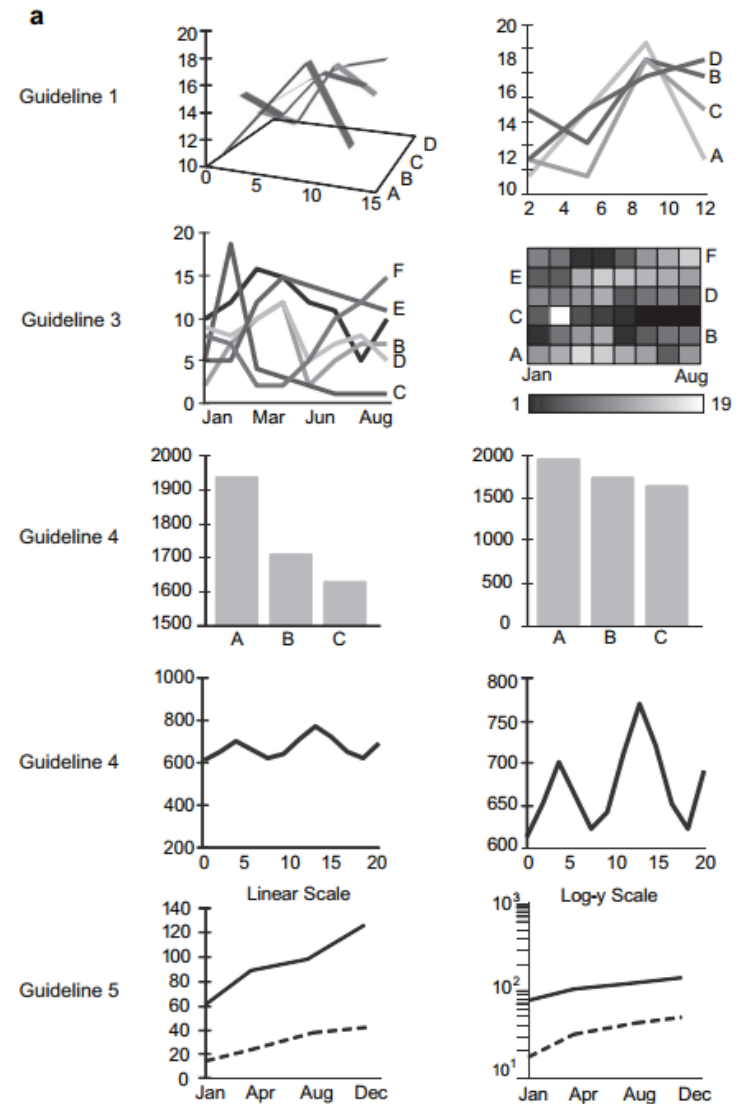 a
Guideline 1
20
18
16
14
12
10
0
5
10
15
A
B
C
D
20
18
16
14
12
10
2 4 6 8 10 12
D
B
C
A
Guideline 3
20
15
10
5
0
Jan Mar Jun Aug
F
E
B
D
C
F
E
D
C
B
A
Jan Aug
1 19
Guideline 4
2000
1900
1800
1700
1600
1500
A B C
2000
1500
1000
500
0
A B C
Guideline 4
1000
800
600
400
200
0 5 10 15 20
800
750
700
650
600
0 5 10 15 20
Guideline 5
Linear Scale
140
120
100
80
60
40
20
0
Jan Apr Aug Dec
Log-y Scale
10³
10²
10¹
Jan Apr Aug Dec